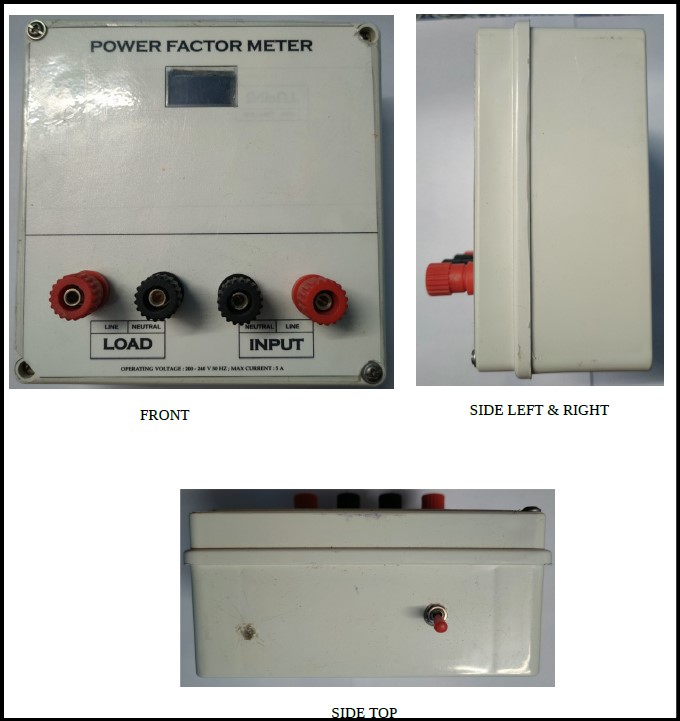 POWER FACTOR METER
LINE NEUTRAL NEUTRAL LINE
LOAD INPUT
OPERATING VOLTAGE : 200 - 240 V 50 HZ ; MAX CURRENT : 5 A
FRONT
SIDE LEFT & RIGHT
SIDE TOP